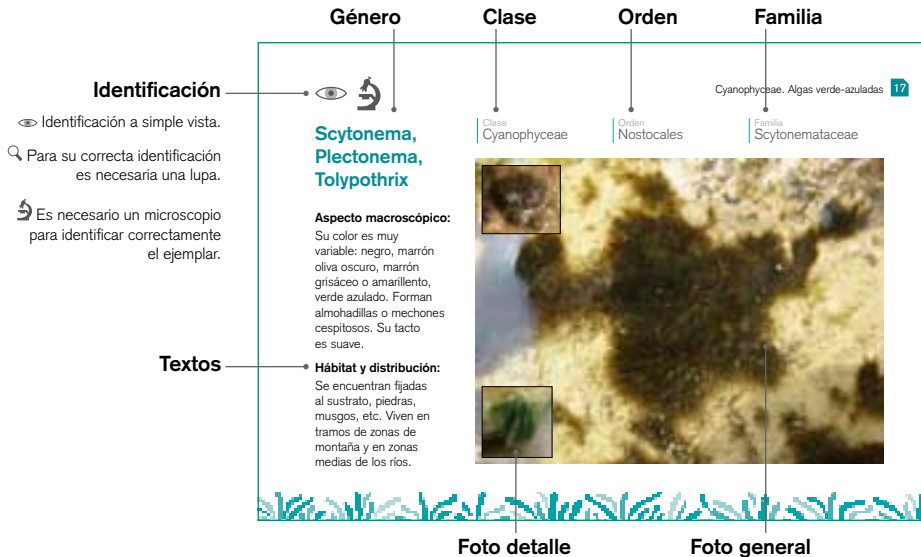 Género
Clase
Orden
Familia
Identificación
Identificación a simple vista.
Para su correcta identificación
es necesaria una lupa.
Es necesario un microscopio
para identificar correctamente
el ejemplar.
Textos
Cyanophyceae. Algas verde-azuladas 17
Scytonema,
Plectonema,
Tolypothrix
Clase
Cyanophyceae
Orden
Nostocales
Familia
Scytonemataceae
Aspecto macroscópico:
Su color es muy
variable: negro, marrón
oliva oscuro, marrón
grisáceo o amarillento,
verde azulado. Forman
almohadillas o mechones
cespitosos. Su tacto
es suave.
Hábitat y distribución:
Se encuentran fijadas
al sustrato, piedras,
musgos, etc. Viven en
tramos de zonas de
montaña y en zonas
medias de los ríos.
Foto detalle
Foto general